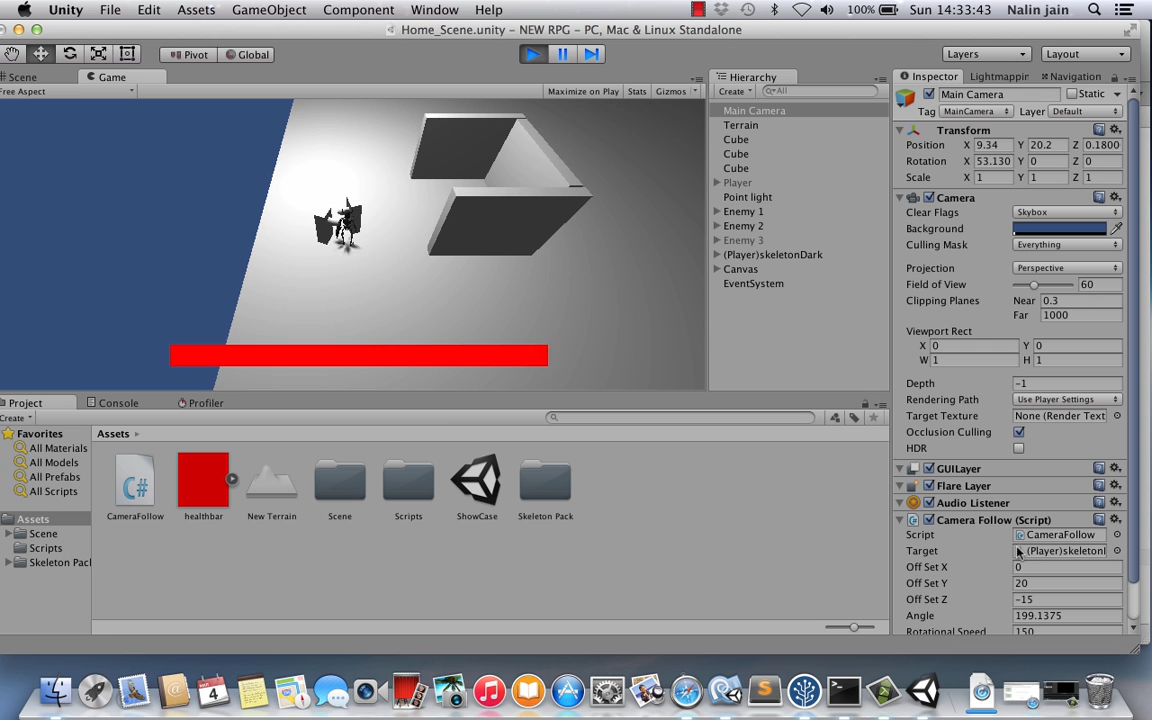 Unity File Edit Assets GameObject Component Window Help 100% Sun 14:33:43 Nalin jain
Home_Scene.unity - NEW RPG - PC, Mac & Linux Standalone
Pivot Global Layers Layout
Scene Game
Free Aspect Maximize on Play Stats Gizmos
Hierarchy
Create All
Main Camera
Terrain
Cube
Cube
Cube
Player
Point light
Enemy 1
Enemy 2
Enemy 3
(Player)skeletonDark
Canvas
EventSystem
Inspector Lightmappin Navigation
Main Camera Static
Tag MainCamera Layer Default
Transform
Position X 9.34 Y 20.2 Z 0.1800
Rotation X 53.130 Y 0 Z 0
Scale X 1 Y 1 Z 1
Camera
Clear Flags Skybox
Background
Culling Mask Everything
Projection Perspective
Field of View 60
Clipping Planes Near 0.3
Far 1000
Viewport Rect
X 0 Y 0
W 1 H 1
Depth -1
Rendering Path Use Player Settings
Target Texture None (Render Text
Occlusion Culling
HDR
GUILayer
Flare Layer
Audio Listener
Camera Follow (Script)
Script CameraFollow
Target (Player)skeletonl
Off Set X 0
Off Set Y 20
Off Set Z -15
Angle 199.1375
Rotational Speed 150
Project Console Profiler
Create
Favorites
All Materials
All Models
All Prefabs
All Scripts
Assets
Scene
Scripts
Skeleton Pack
Assets
C#
CameraFollow healthbar New Terrain Scene Scripts ShowCase Skeleton Pack
4